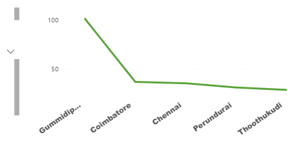 100
50
Gummidip...
Coimbatore
Chennai
Perundurai
Thoothukudi